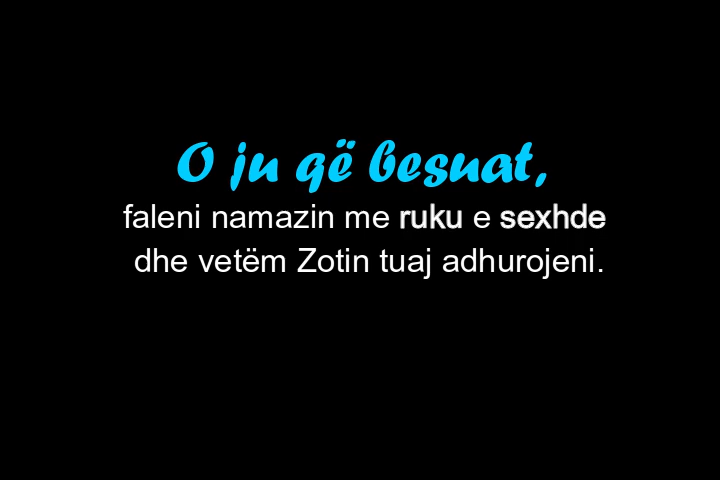 O ju që besuat,
faleni namazin me ruku e sexhde
dhe vetëm Zotin tuaj adhurojeni.